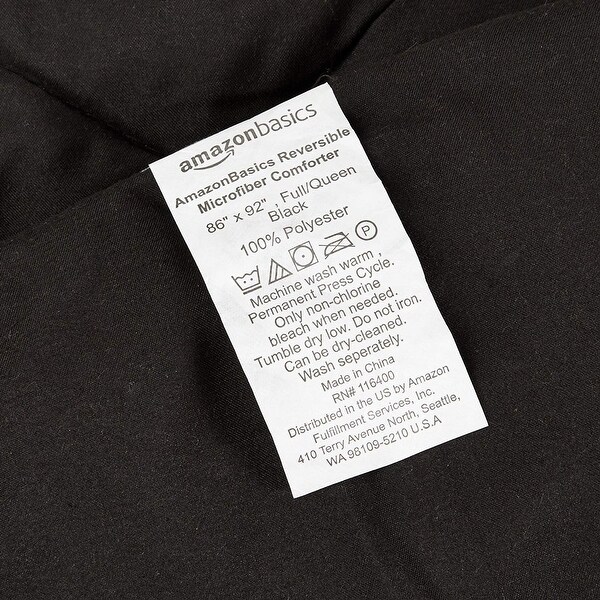 amazonbasics
AmazonBasics Reversible
Microfiber Comforter
86" x 92" , Full/Queen
Black
100% Polyester
P
Machine wash warm ,
Permanent Press Cycle.
Only non-chlorine
bleach when needed.
Tumble dry low. Do not iron.
Can be dry-cleaned.
Wash seperately.
Made in China
RN# 116400
Distributed in the US by Amazon
Fulfillment Services, Inc.
410 Terry Avenue North, Seattle,
WA 98109-5210 U.S.A